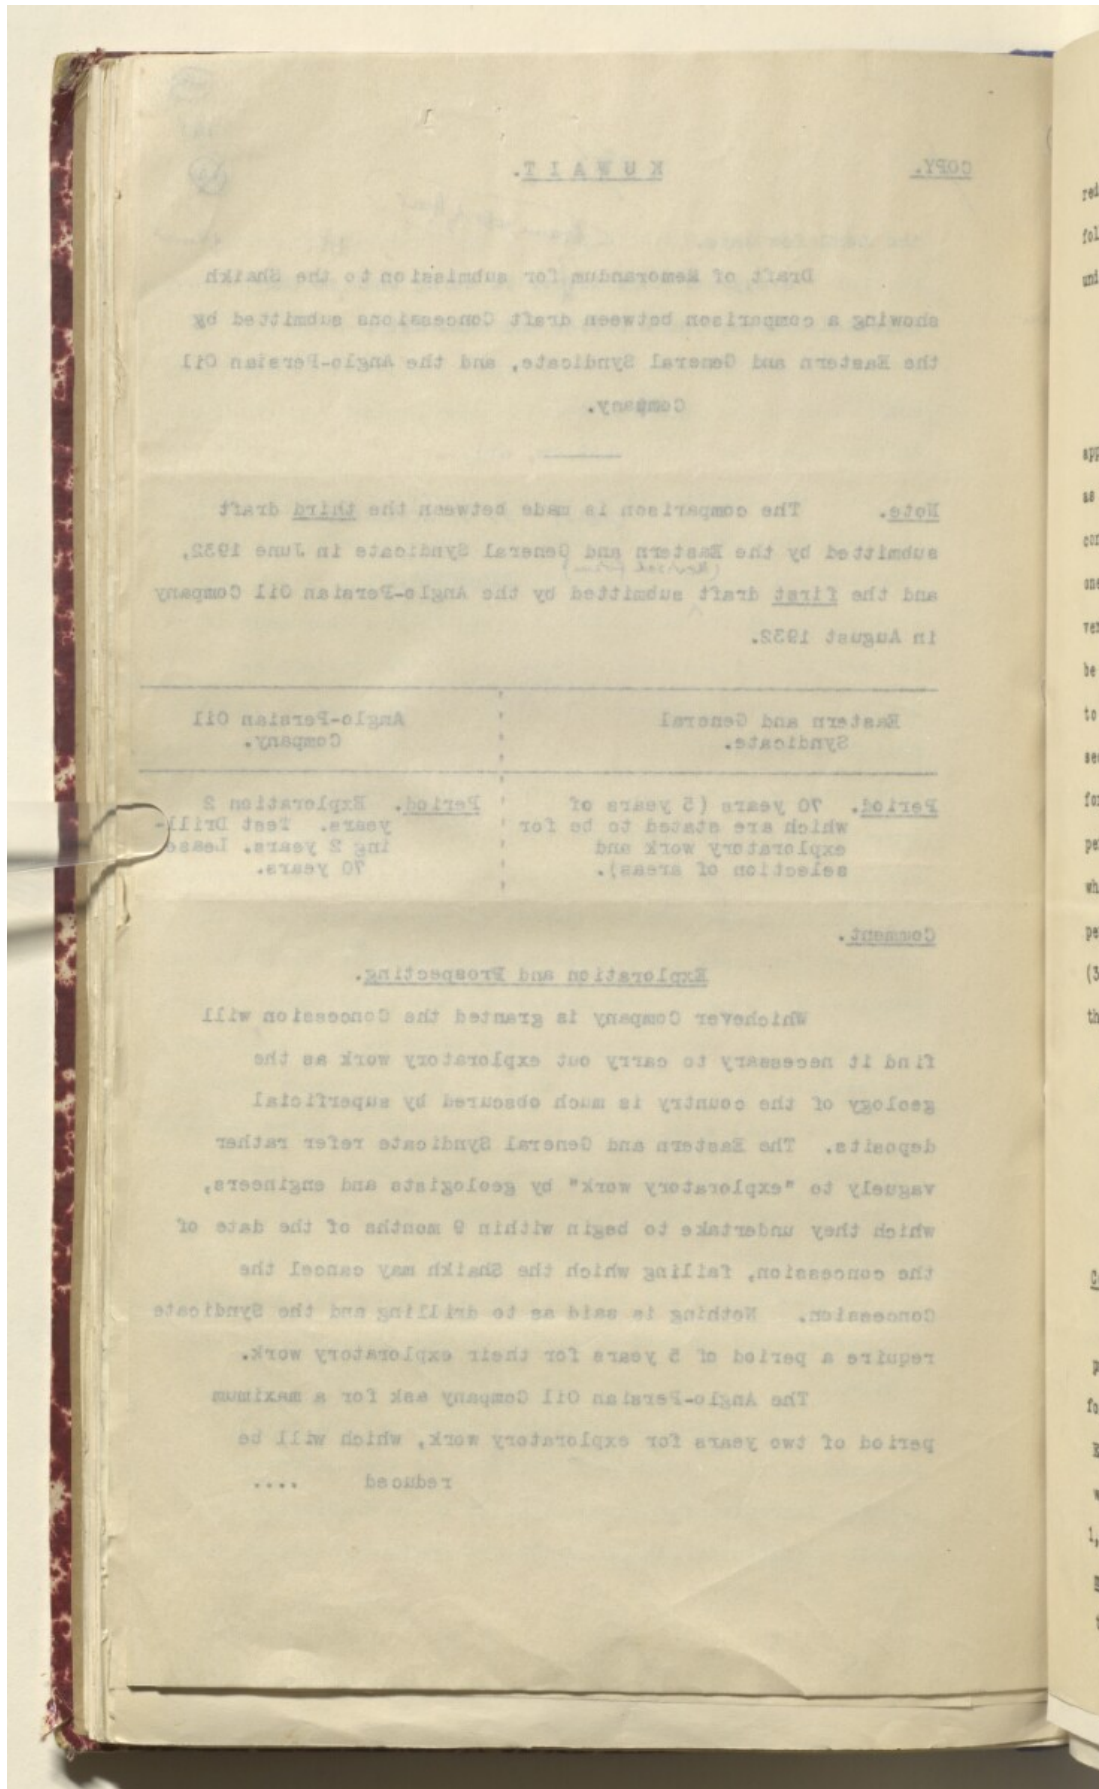 COPY.
KUWAIT.
Draft of Memorandum for submission to the Shaikh
showing a comparison between draft Concessions submitted by
the Eastern and General Syndicate, and the Anglo-Persian Oil
Company.
Note. The comparison is made between the third draft
submitted by the Eastern and General Syndicate in June 1932,
(Revised form)
and the first draft submitted by the Anglo-Persian Oil Company
in August 1932.
Eastern and General
Syndicate.
Anglo-Persian Oil
Company.
Period. 70 years (5 years of
which are stated to be for
exploratory work and
selection of areas).
Period. Exploration 2
years. Test Drill-
ing 2 years. Lease
70 years.
Comment.
Exploration and Prospecting.
Whichever Company is granted the Concession will
find it necessary to carry out exploratory work as the
geology of the country is much obscured by superficial
deposits. The Eastern and General Syndicate refer rather
vaguely to "exploratory work" by geologists and engineers,
which they undertake to begin within 9 months of the date of
the concession, failing which the Shaikh may cancel the
Concession. Nothing is said as to drilling and the Syndicate
require a period of 5 years for their exploratory work.
The Anglo-Persian Oil Company ask for a maximum
period of two years for exploratory work, which will be
reduced ....